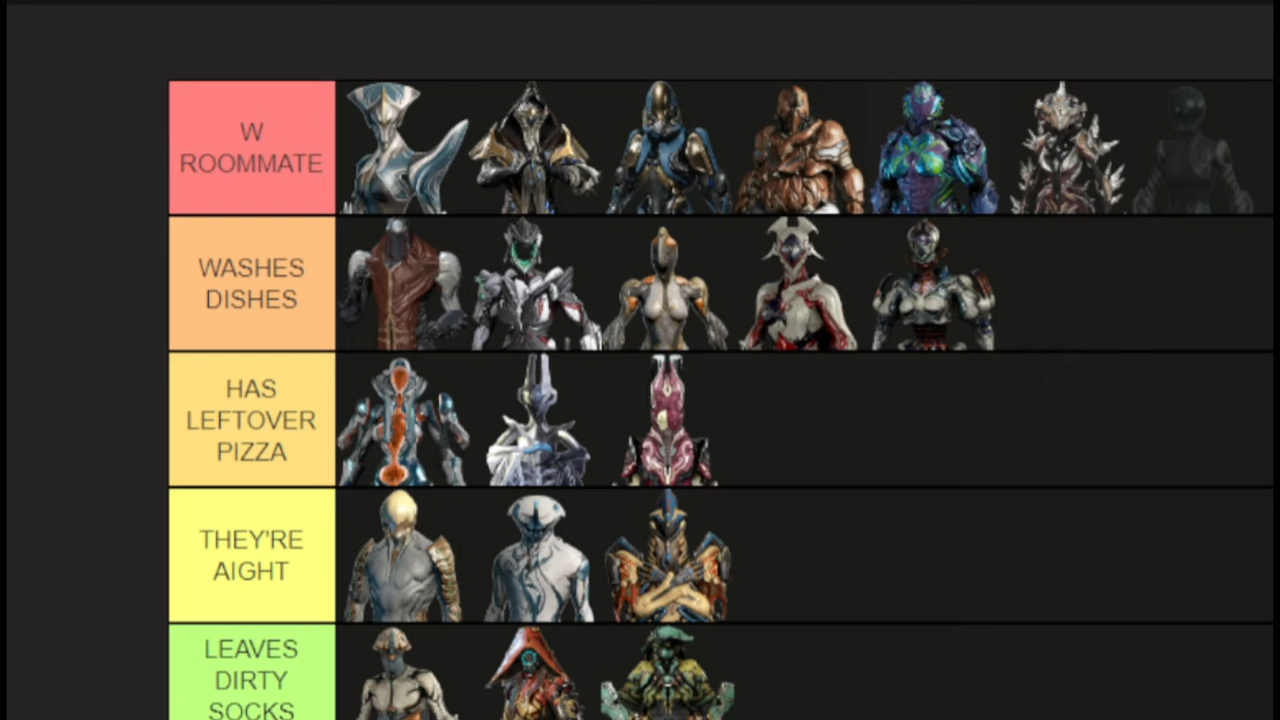 W
ROOMMATE
WASHES
DISHES
HAS
LEFTOVER
PIZZA
THEY'RE
AIGHT
LEAVES
DIRTY
SOCKS